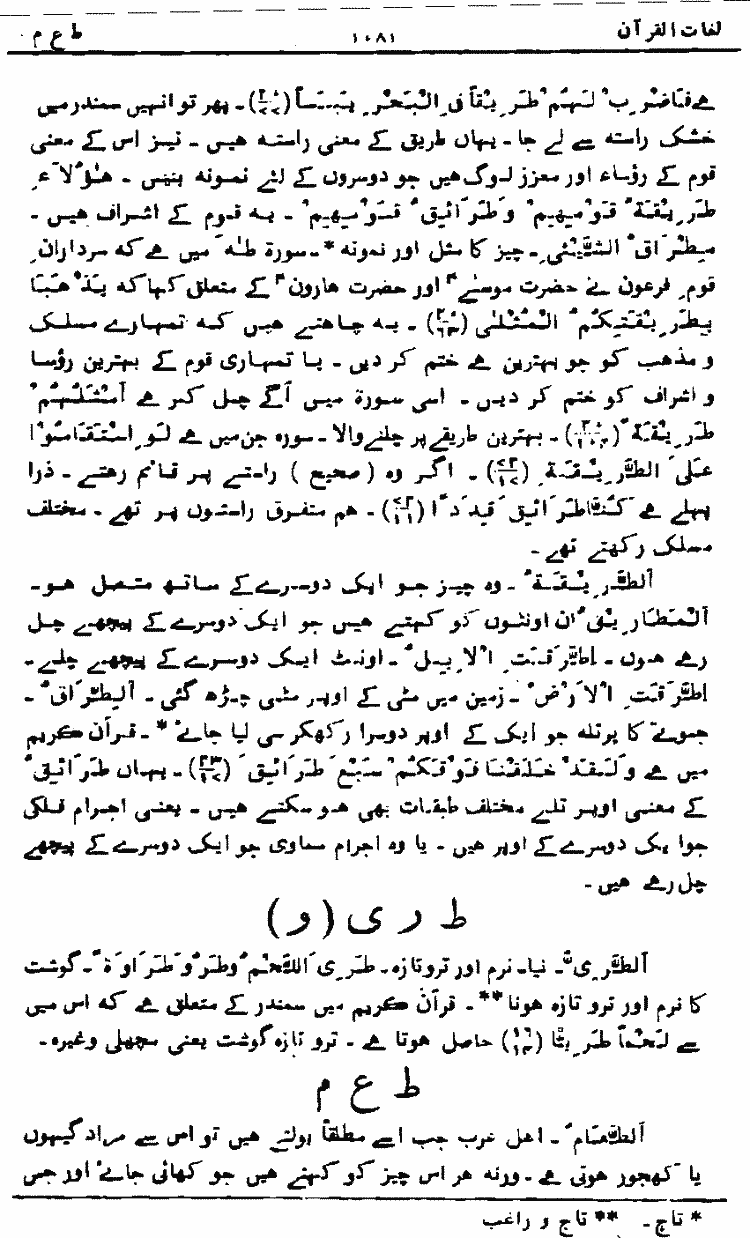 لغات القرآن ۱۰۸۱ ط ع م
ہے فَاضْرِبْ لَهُمْ طَرِيْقاً فِى الْبَحْرِ يَبَساً (۲۰/۷۷)۔ پھر تو انہیں سمندر میں
خشک راستہ سے لے جا۔ یہاں طریق کے معنی راستہ ہیں۔ نیز اس کے معنی
قوم کے رؤساء اور معزز لوگ ہیں جو دوسروں کے لئے نمونہ بنیں۔ هٰؤُلَاءِ
طَرِيْقَةُ قَوْمِهِمْ وَطَرَائِقُ قَوْمِهِمْ۔ یہ قوم کے اشراف ہیں۔
مِطْرَاقُ الشَّيْئِى۔ چیز کا مثل اور نمونہ*۔ سورۃ طٰہٰ میں ہے کہ سردارانِ
قومِ فرعون نے حضرت موسیٰؑ اور حضرت ہارونؑ کے متعلق کہا کہ يَذْهَبَا
بِطَرِيْقَتِكُمُ الْمُثْلٰى (۲۰/۶۳)۔ یہ چاہتے ہیں کہ تمہارے مسلک
و مذہب کو جو بہترین ہے ختم کر دیں۔ یا تمہاری قوم کے بہترین رؤسا
و اشراف کو ختم کر دیں۔ اسی سورۃ میں آگے چل کر ہے اَمْثَلُهُمْ
طَرِيْقَةً (۲۰/۱۰۴)۔ بہترین طریقے پر چلنے والا۔ سورہ جن میں ہے لَوِ اسْتَقَامُوْا
عَلَى الطَّرِيْقَةِ (۷۲/۱۶)۔ اگر وہ (صحیح) راستے پر قائم رہتے۔ ذرا
پہلے ہے كُنَّا طَرَائِقَ قِدَدًا (۷۲/۱۱)۔ ہم متفرق راستوں پر تھے۔ مختلف
مسلک رکھتے تھے۔
اَلطَّرِيْقَةُ۔ وہ چیز جو ایک دوسرے کے ساتھ متصل ہو۔
اَلْمَطَارِيْقُ ان اونٹوں کو کہتے ہیں جو ایک دوسرے کے پیچھے چل
رہے ہوں۔ اِطَّرَقَتِ الْاِبِلُ۔ اونٹ ایک دوسرے کے پیچھے چلے۔
اِطَّرَقَتِ الْاَرْضُ۔ زمین میں مٹی کے اوپر مٹی چڑھ گئی۔ اَلطِّرَاقُ۔
جوتے کا پرتلہ جو ایک کے اوپر دوسرا رکھکر سی لیا جائے*۔ قرآن کریم
میں ہے وَلَقَدْ خَلَقْنَا فَوْقَكُمْ سَبْعَ طَرَائِقَ (۲۳/۱۷)۔ یہاں طَرَائِقُ
کے معنی اوپر تلے مختلف طبقات بھی ہو سکتے ہیں۔ یعنی اجرام فلکی
جو ایک دوسرے کے اوپر ہیں۔ یا وہ اجرام سماوی جو ایک دوسرے کے پیچھے
چل رہے ہیں۔
ط ر ی (و)
اَلطَّرِىُّ۔ نیا۔ نرم اور تروتازہ۔ طَرِىَ اللَّحْمُ وَطَرُوَ طَرَاوَةً۔ گوشت
کا نرم اور ترو تازہ ہونا**۔ قرآن کریم میں سمندر کے متعلق ہے کہ اس میں
سے لَحْماً طَرِيًّا (۱۶/۱۴) حاصل ہوتا ہے۔ ترو تازہ گوشت یعنی مچھلی وغیرہ۔
ط ع م
اَلطَّعَامُ۔ اہل عرب جب اسے مطلقاً بولتے ہیں تو اس سے مراد گیہوں
یا کھجور ہوتی ہے۔ ورنہ ہر اس چیز کو کہتے ہیں جو کھائی جائے اور جس
* تاج۔ ** تاج و راغب